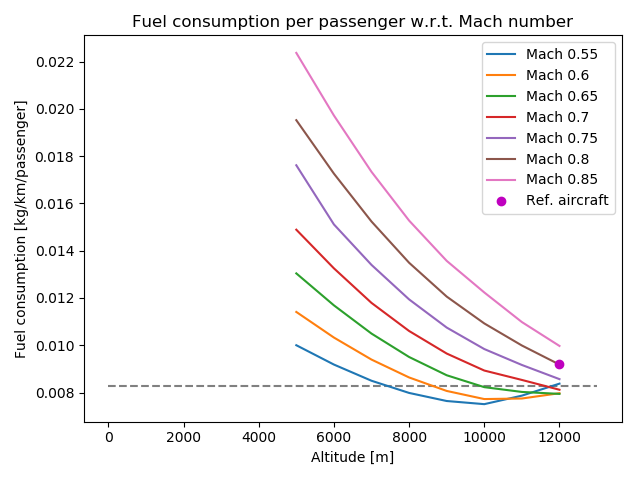 Fuel consumption per passenger w.r.t. Mach number
Fuel consumption [kg/km/passenger]
0.022
0.020
0.018
0.016
0.014
0.012
0.010
0.008
Mach 0.55
Mach 0.6
Mach 0.65
Mach 0.7
Mach 0.75
Mach 0.8
Mach 0.85
Ref. aircraft
0 2000 4000 6000 8000 10000 12000
Altitude [m]